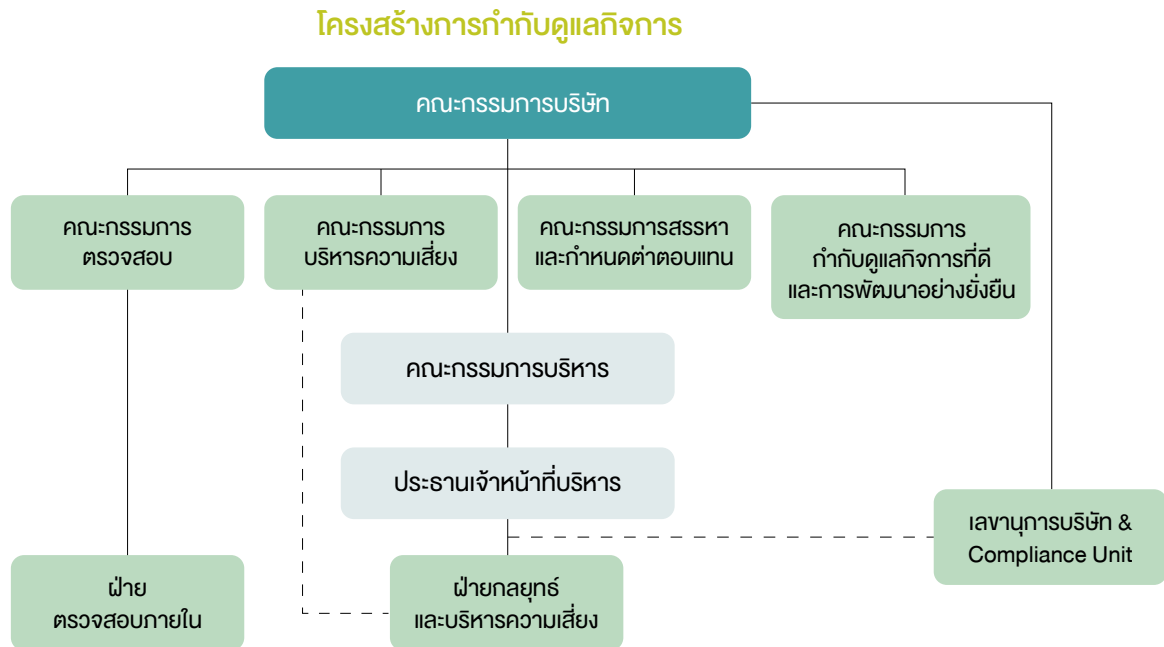 โครงสร้างการกำกับดูแลกิจการ
คณะกรรมการบริษัท
คณะกรรมการ
ตรวจสอบ
คณะกรรมการ
บริหารความเสี่ยง
คณะกรรมการสรรหา
และกำหนดต่าตอบแทน
คณะกรรมการ
กำกับดูแลกิจการที่ดี
และการพัฒนาอย่างยั่งยืน
คณะกรรมการบริหาร
ประธานเจ้าหน้าที่บริหาร
เลขานุการบริษัท &
Compliance Unit
ฝ่าย
ตรวจสอบภายใน
ฝ่ายกลยุทธ์
และบริหารความเสี่ยง